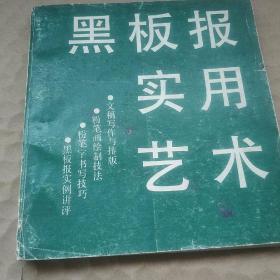 黑板报
实用
艺术
●文稿写作与排版
●粉笔画绘制技法
●粉笔字书写技巧
●黑板报实例讲评